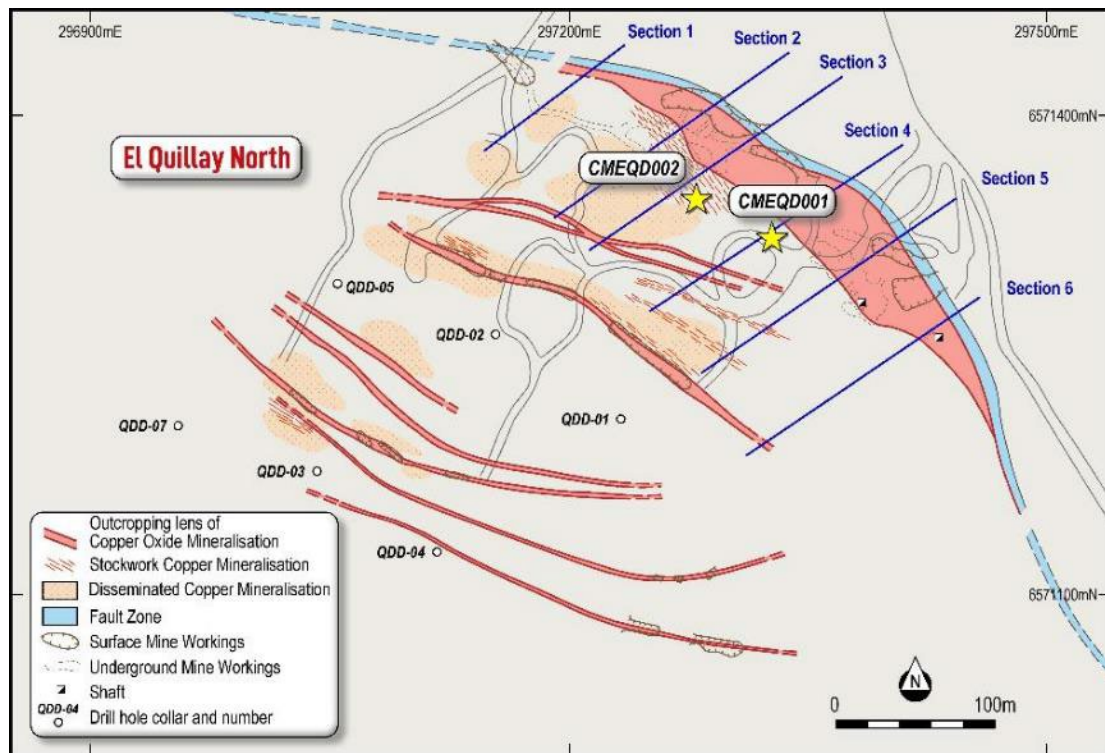 296900mE
297200mE
297500mE
Section 1
Section 2
Section 3
6571400mN
Section 4
El Quillay North
CMEQD002
Section 5
CMEQD001
Section 6
QDD-05
QDD-02
QDD-01
QDD-07
QDD-03
QDD-04
6571100mN
Outcropping lens of
Copper Oxide Mineralisation
Stockwork Copper Mineralisation
Disseminated Copper Mineralisation
Fault Zone
Surface Mine Workings
Underground Mine Workings
Shaft
QDD-04
Drill hole collar and number
N
0 100m